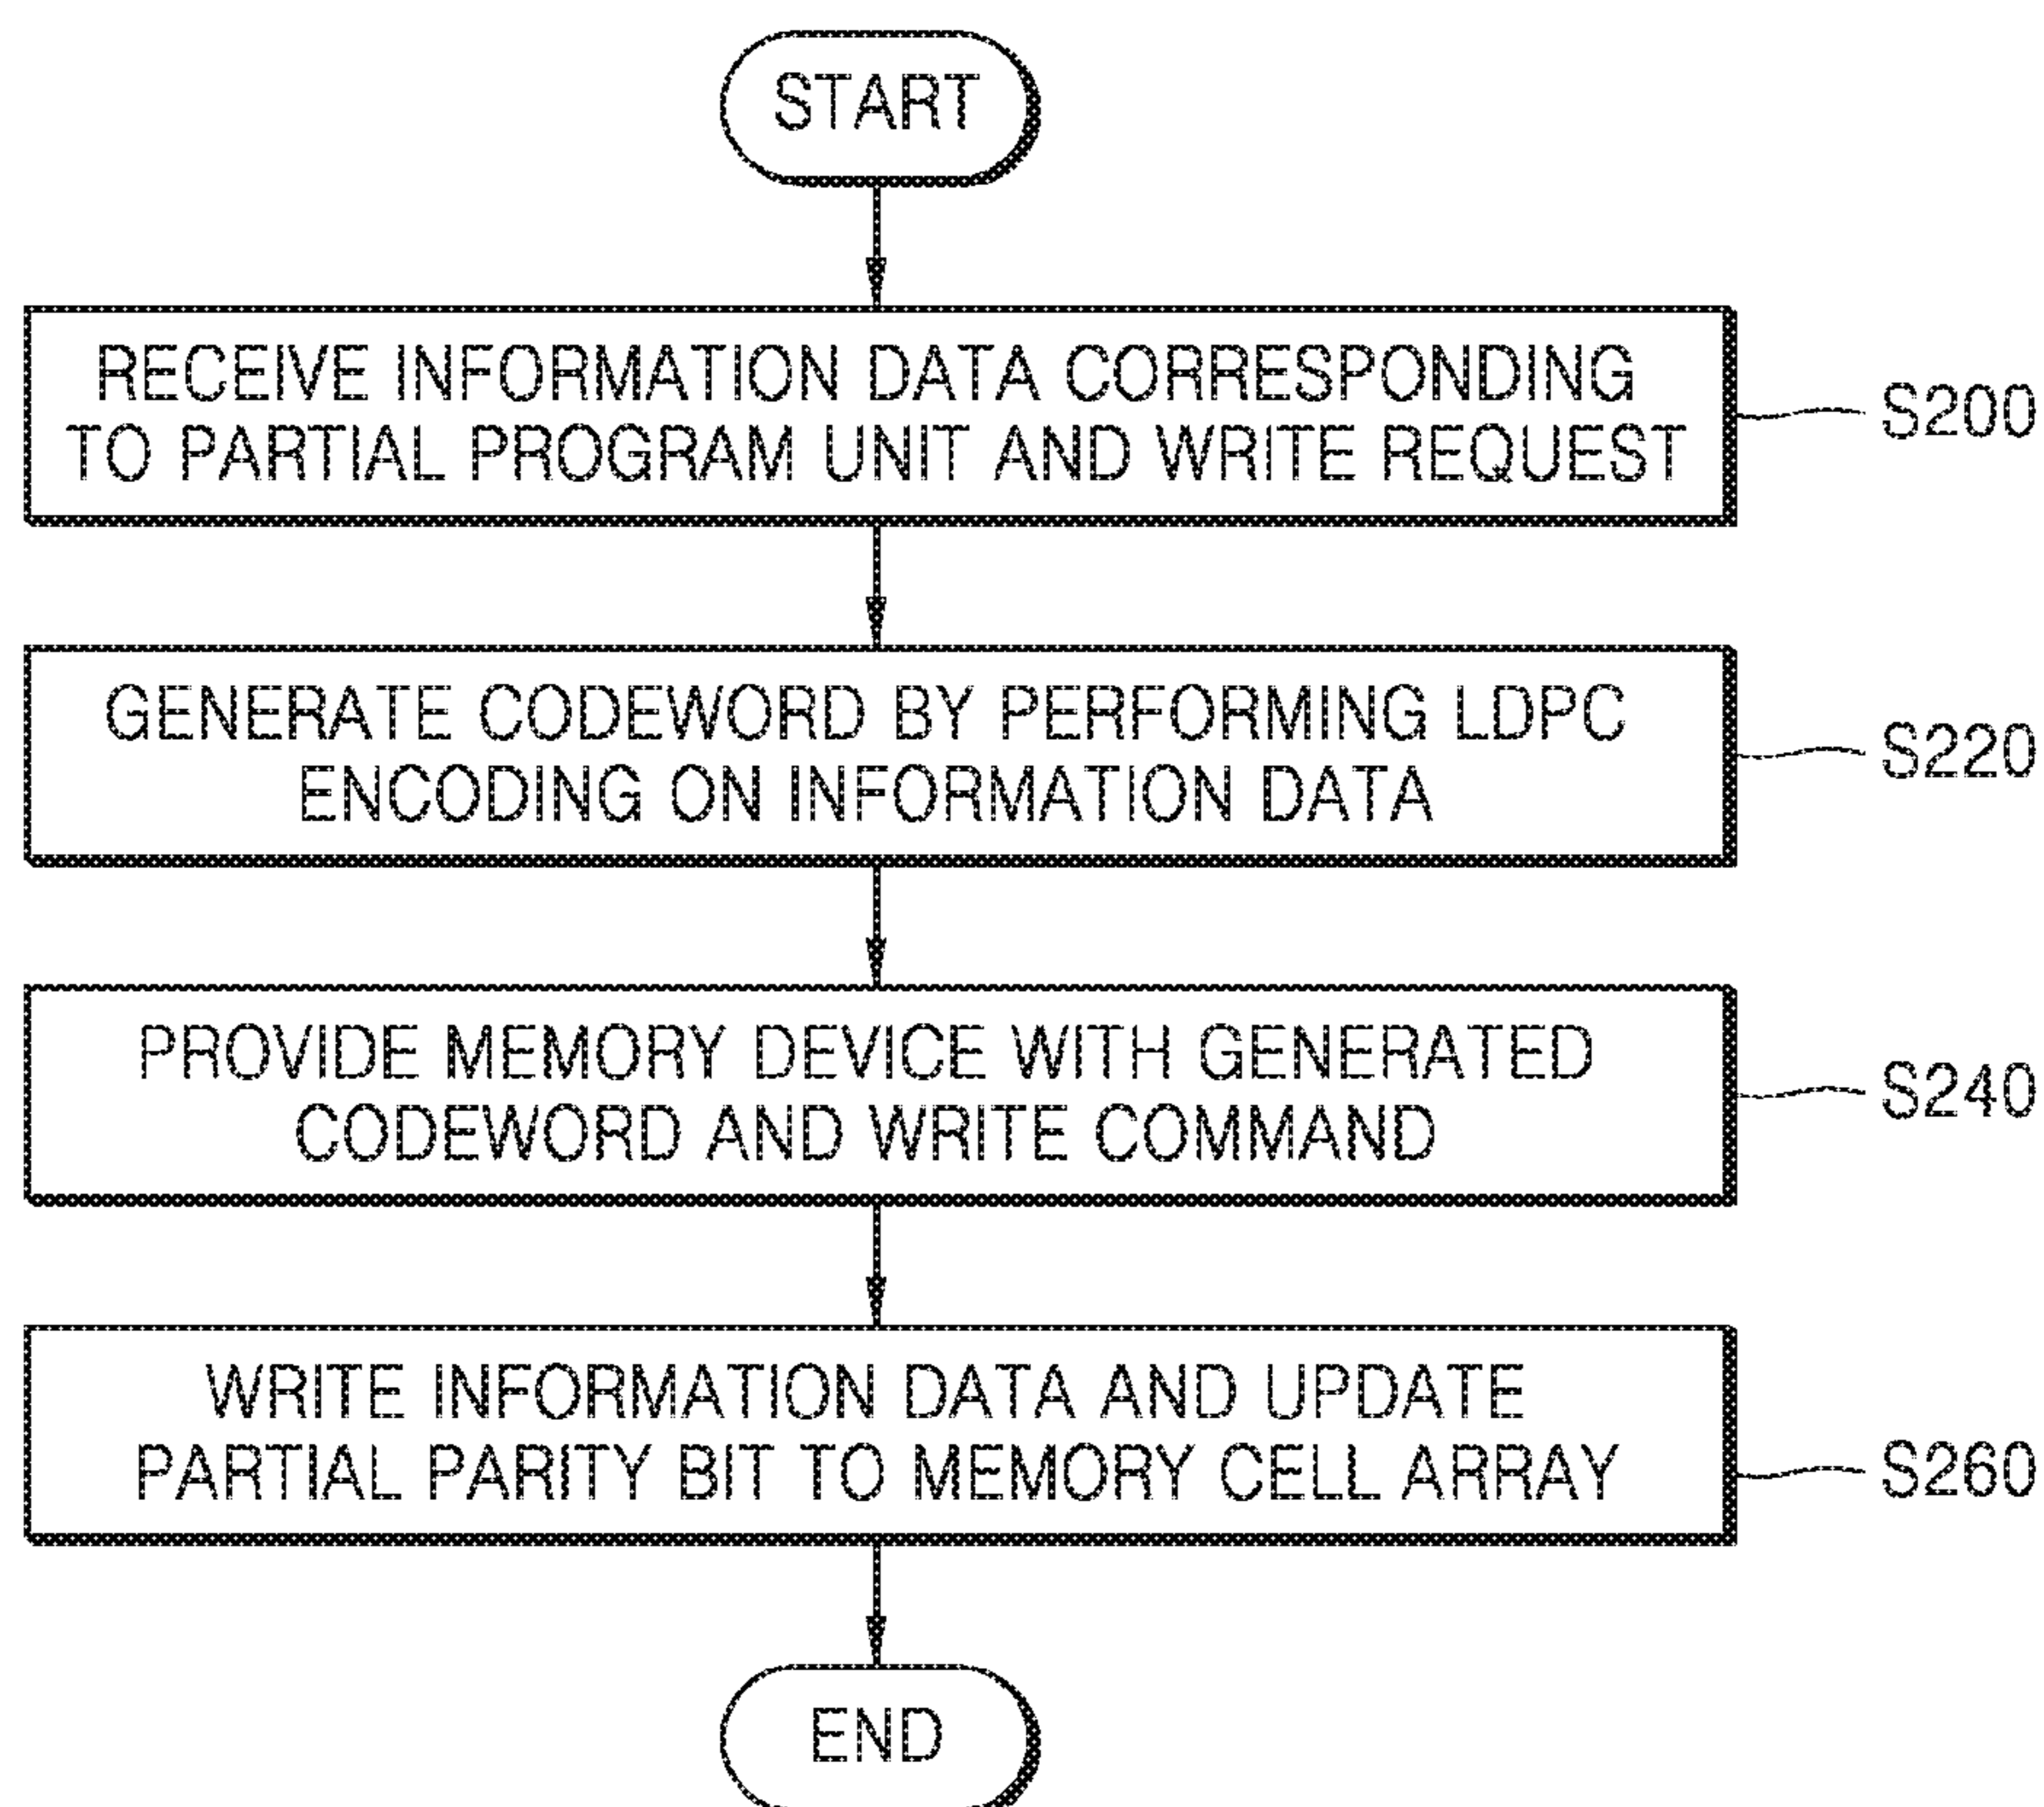 START
RECEIVE INFORMATION DATA CORRESPONDING
TO PARTIAL PROGRAM UNIT AND WRITE REQUEST
S200
GENERATE CODEWORD BY PERFORMING LDPC
ENCODING ON INFORMATION DATA
S220
PROVIDE MEMORY DEVICE WITH GENERATED
CODEWORD AND WRITE COMMAND
S240
WRITE INFORMATION DATA AND UPDATE
PARTIAL PARITY BIT TO MEMORY CELL ARRAY
S260
END